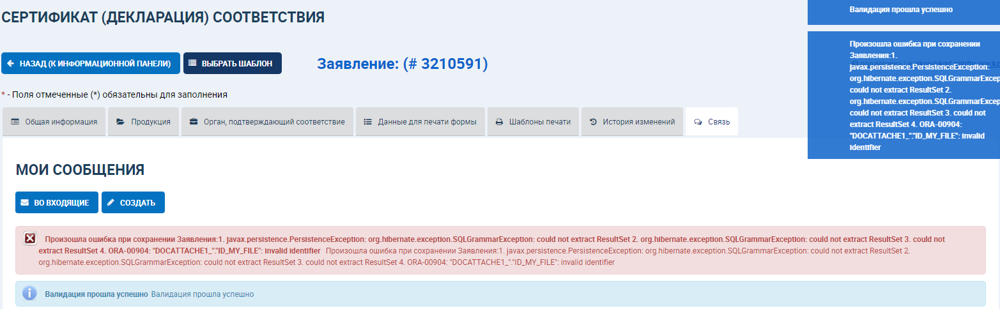 СЕРТИФИКАТ (ДЕКЛАРАЦИЯ) СООТВЕТСТВИЯ
Валидация прошла успешно
Произошла ошибка при сохранении
Заявления:1.
javax.persistence.PersistenceException:
org.hibernate.exception.SQLGrammarExcep
could not extract ResultSet 2.
org.hibernate.exception.SQLGrammarExcep
could not extract ResultSet 3. could not
extract ResultSet 4. ORA-00904:
"DOCATTACHE1_"."ID_MY_FILE": invalid
identifier
НАЗАД (К ИНФОРМАЦИОННОЙ ПАНЕЛИ)
ВЫБРАТЬ ШАБЛОН
Заявление: (# 3210591)
* - Поля отмеченные (*) обязательны для заполнения
Общая информация
Продукция
Орган, подтверждающий соответствие
Данные для печати формы
Шаблоны печати
История изменений
Связь
МОИ СООБЩЕНИЯ
ВО ВХОДЯЩИЕ
СОЗДАТЬ
Произошла ошибка при сохранении Заявления:1. javax.persistence.PersistenceException: org.hibernate.exception.SQLGrammarException: could not extract ResultSet 2. org.hibernate.exception.SQLGrammarException: could not extract ResultSet 3. could not
extract ResultSet 4. ORA-00904: "DOCATTACHE1_"."ID_MY_FILE": invalid identifier Произошла ошибка при сохранении Заявления:1. javax.persistence.PersistenceException: org.hibernate.exception.SQLGrammarException: could not extract ResultSet 2.
org.hibernate.exception.SQLGrammarException: could not extract ResultSet 3. could not extract ResultSet 4. ORA-00904: "DOCATTACHE1_"."ID_MY_FILE": invalid identifier
Валидация прошла успешно Валидация прошла успешно